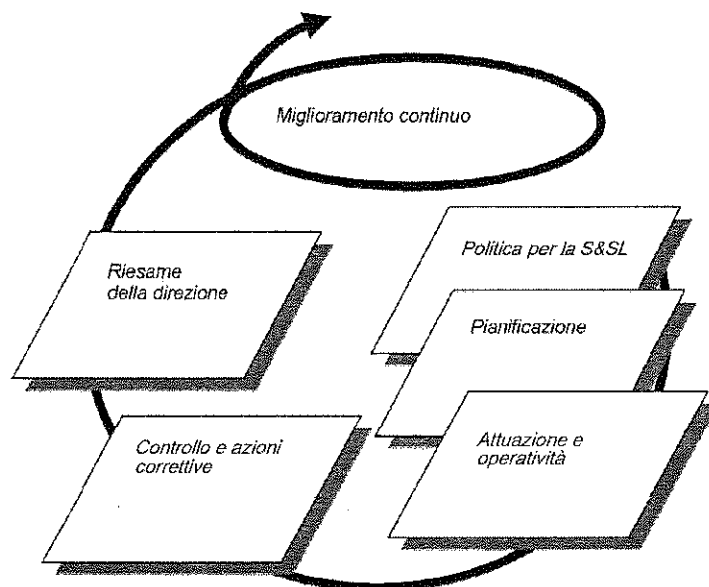 Miglioramento continuo
Politica per la S&SL
Riesame
della direzione
Pianificazione
Controllo e azioni
correttive
Attuazione e
operatività